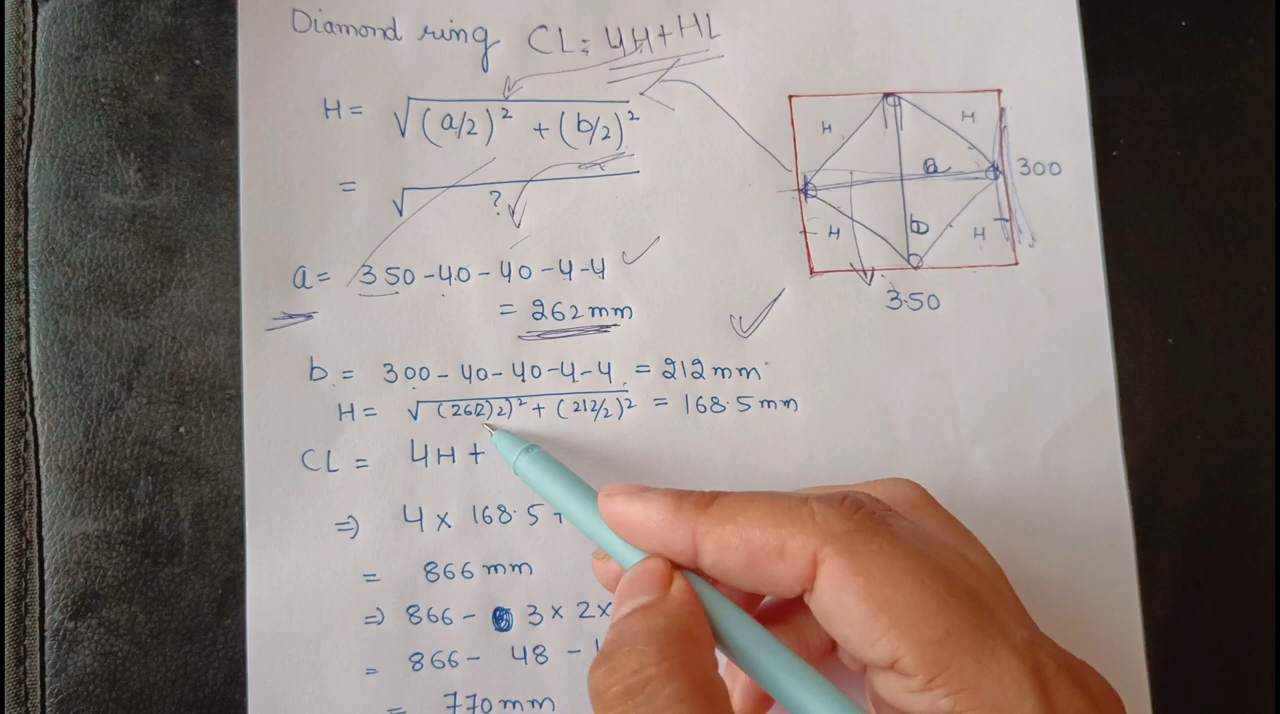 Diamond ring CL = 4H + HL
H = √(a/2)² + (b/2)²
= √ ?
a = 350 - 40 - 40 - 4 - 4
= 262 mm
b = 300 - 40 - 40 - 4 - 4 = 212 mm
H = √(262/2)² + (212/2)² = 168.5 mm
CL = 4H +
⇒ 4 × 168.5 +
= 866 mm
⇒ 866 - 3 × 2 ×
= 866 - 48 -
= 770 mm
H H
a 300
H b H
350